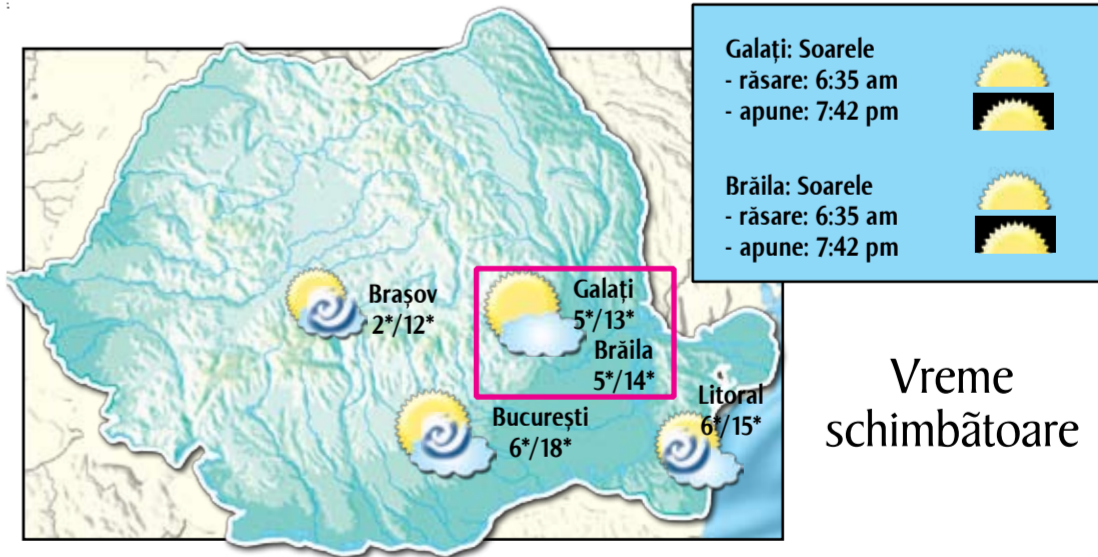 Galați: Soarele
- răsare: 6:35 am
- apune: 7:42 pm
Brăila: Soarele
- răsare: 6:35 am
- apune: 7:42 pm
Brașov
2*/12*
Galați
5*/13*
Brăila
5*/14*
București
6*/18*
Litoral
6*/15*
Vreme
schimbãtoare